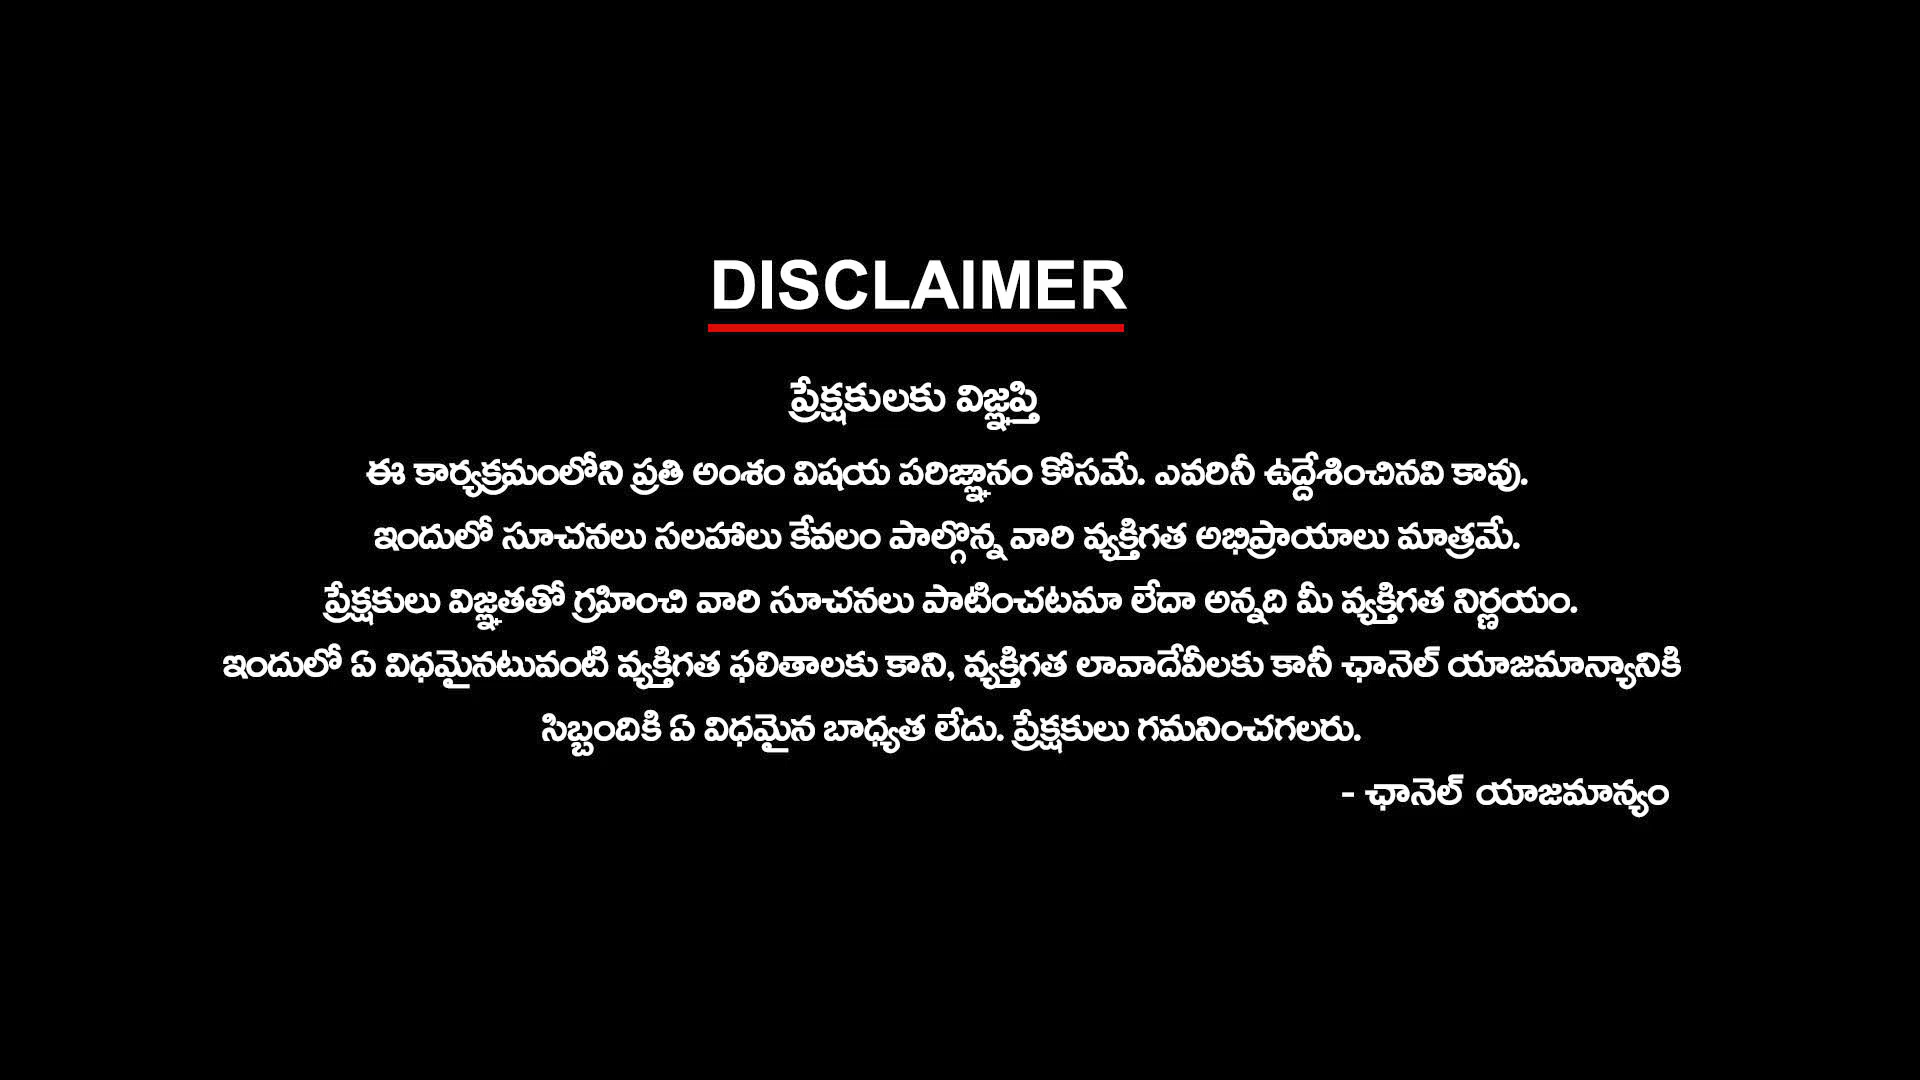 DISCLAIMER
ప్రేక్షకులకు విజ్ఞప్తి
ఈ కార్యక్రమంలోని ప్రతి అంశం విషయ పరిజ్ఞానం కోసమే. ఎవరినీ ఉద్దేశించినవి కావు.
ఇందులో సూచనలు సలహాలు కేవలం పాల్గొన్న వారి వ్యక్తిగత అభిప్రాయాలు మాత్రమే.
ప్రేక్షకులు విజ్ఞతతో గ్రహించి వారి సూచనలు పాటించటమా లేదా అన్నది మీ వ్యక్తిగత నిర్ణయం.
ఇందులో ఏ విధమైనటువంటి వ్యక్తిగత ఫలితాలకు కాని, వ్యక్తిగత లావాదేవీలకు కానీ ఛానెల్ యాజమాన్యానికి
సిబ్బందికి ఏ విధమైన బాధ్యత లేదు. ప్రేక్షకులు గమనించగలరు.
- ఛానెల్ యాజమాన్యం